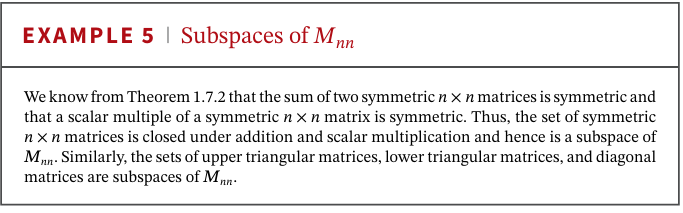 EXAMPLE 5 | Subspaces of Mnn
We know from Theorem 1.7.2 that the sum of two symmetric n × n matrices is symmetric and
that a scalar multiple of a symmetric n × n matrix is symmetric. Thus, the set of symmetric
n × n matrices is closed under addition and scalar multiplication and hence is a subspace of
Mnn. Similarly, the sets of upper triangular matrices, lower triangular matrices, and diagonal
matrices are subspaces of Mnn.